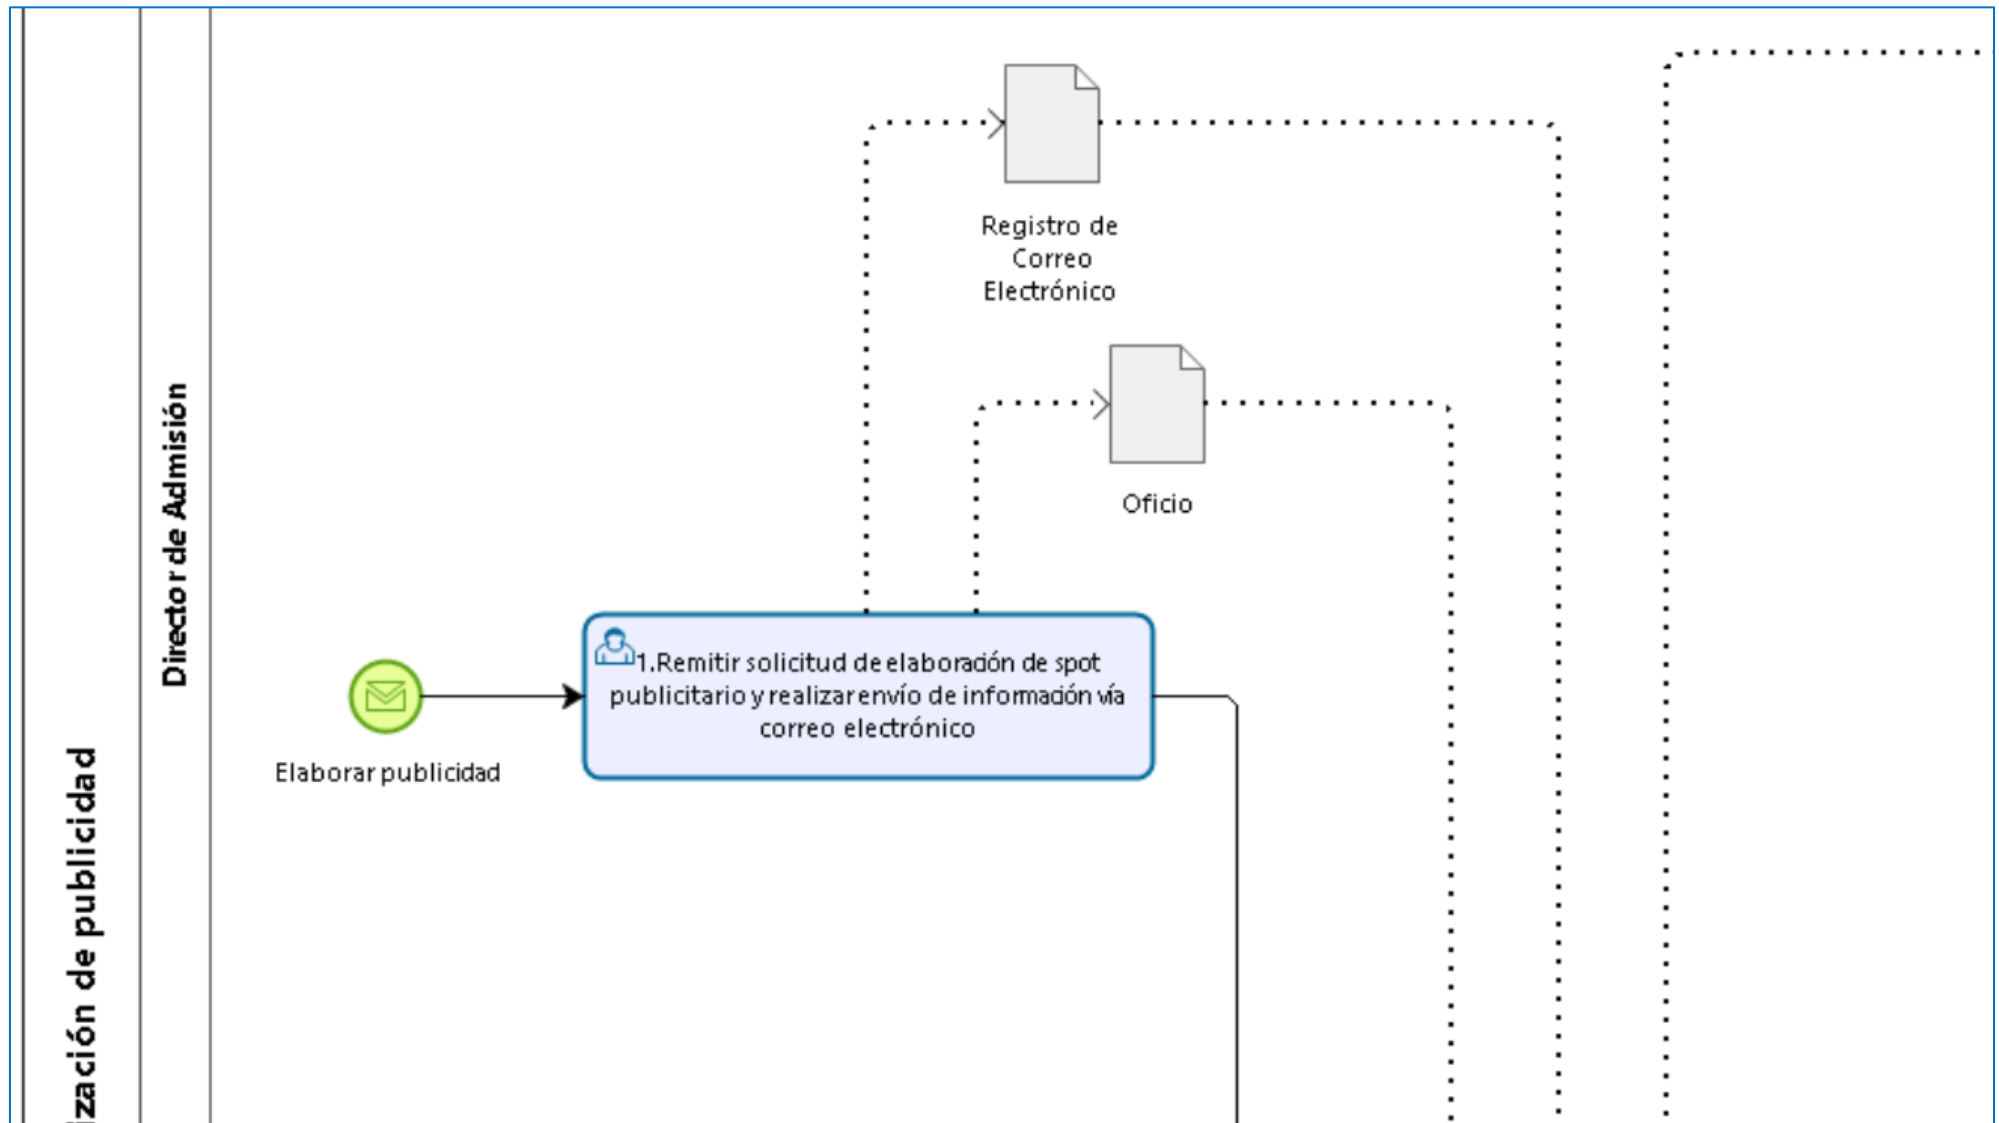 Registro de
Correo
Electrónico
Oficio
Director de Admisión
1.Remitir solicitud de elaboración de spot
publicitario y realizar envío de información vía
correo electrónico
Elaborar publicidad
de publicidad